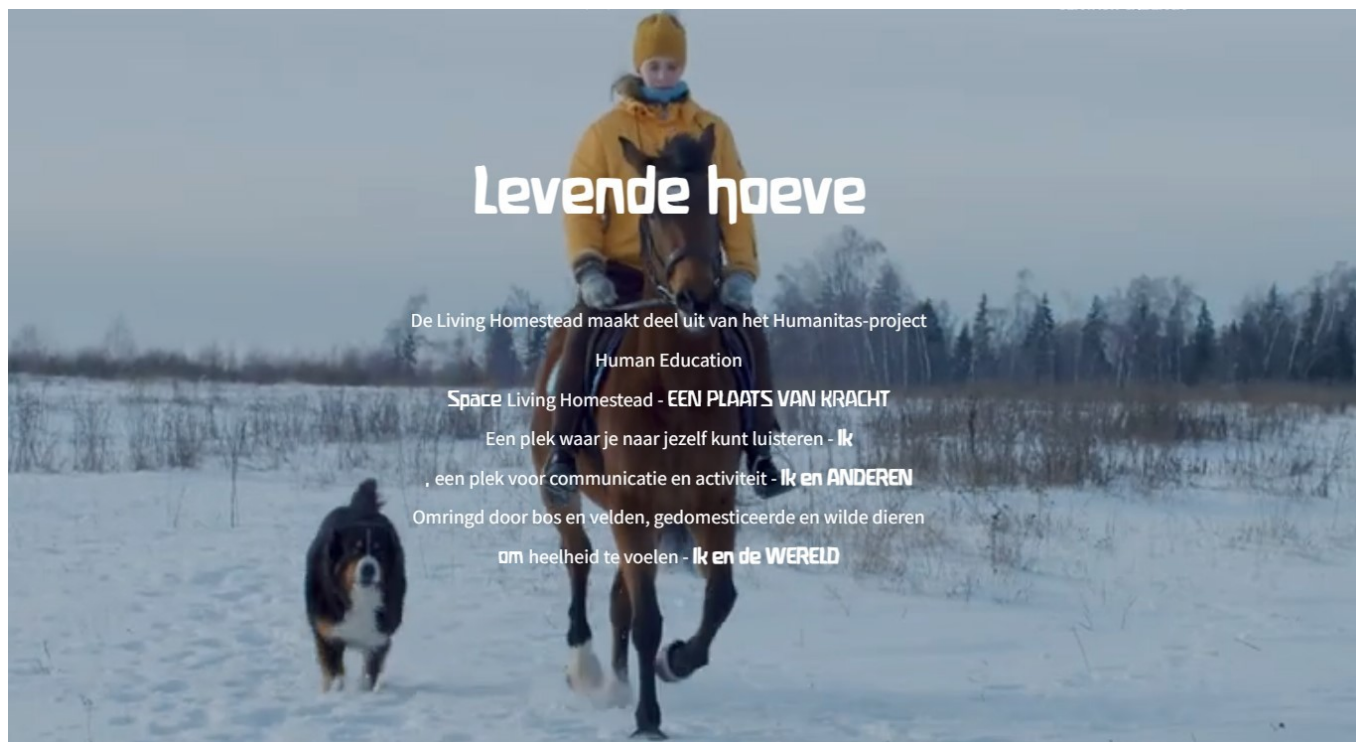 Levende hoeve
De Living Homestead maakt deel uit van het Humanitas-project
Human Education
Space Living Homestead - EEN PLAATS VAN KRACHT
Een plek waar je naar jezelf kunt luisteren - Ik
, een plek voor communicatie en activiteit - Ik en ANDEREN
Omringd door bos en velden, gedomesticeerde en wilde dieren
om heelheid te voelen - Ik en de WERELD